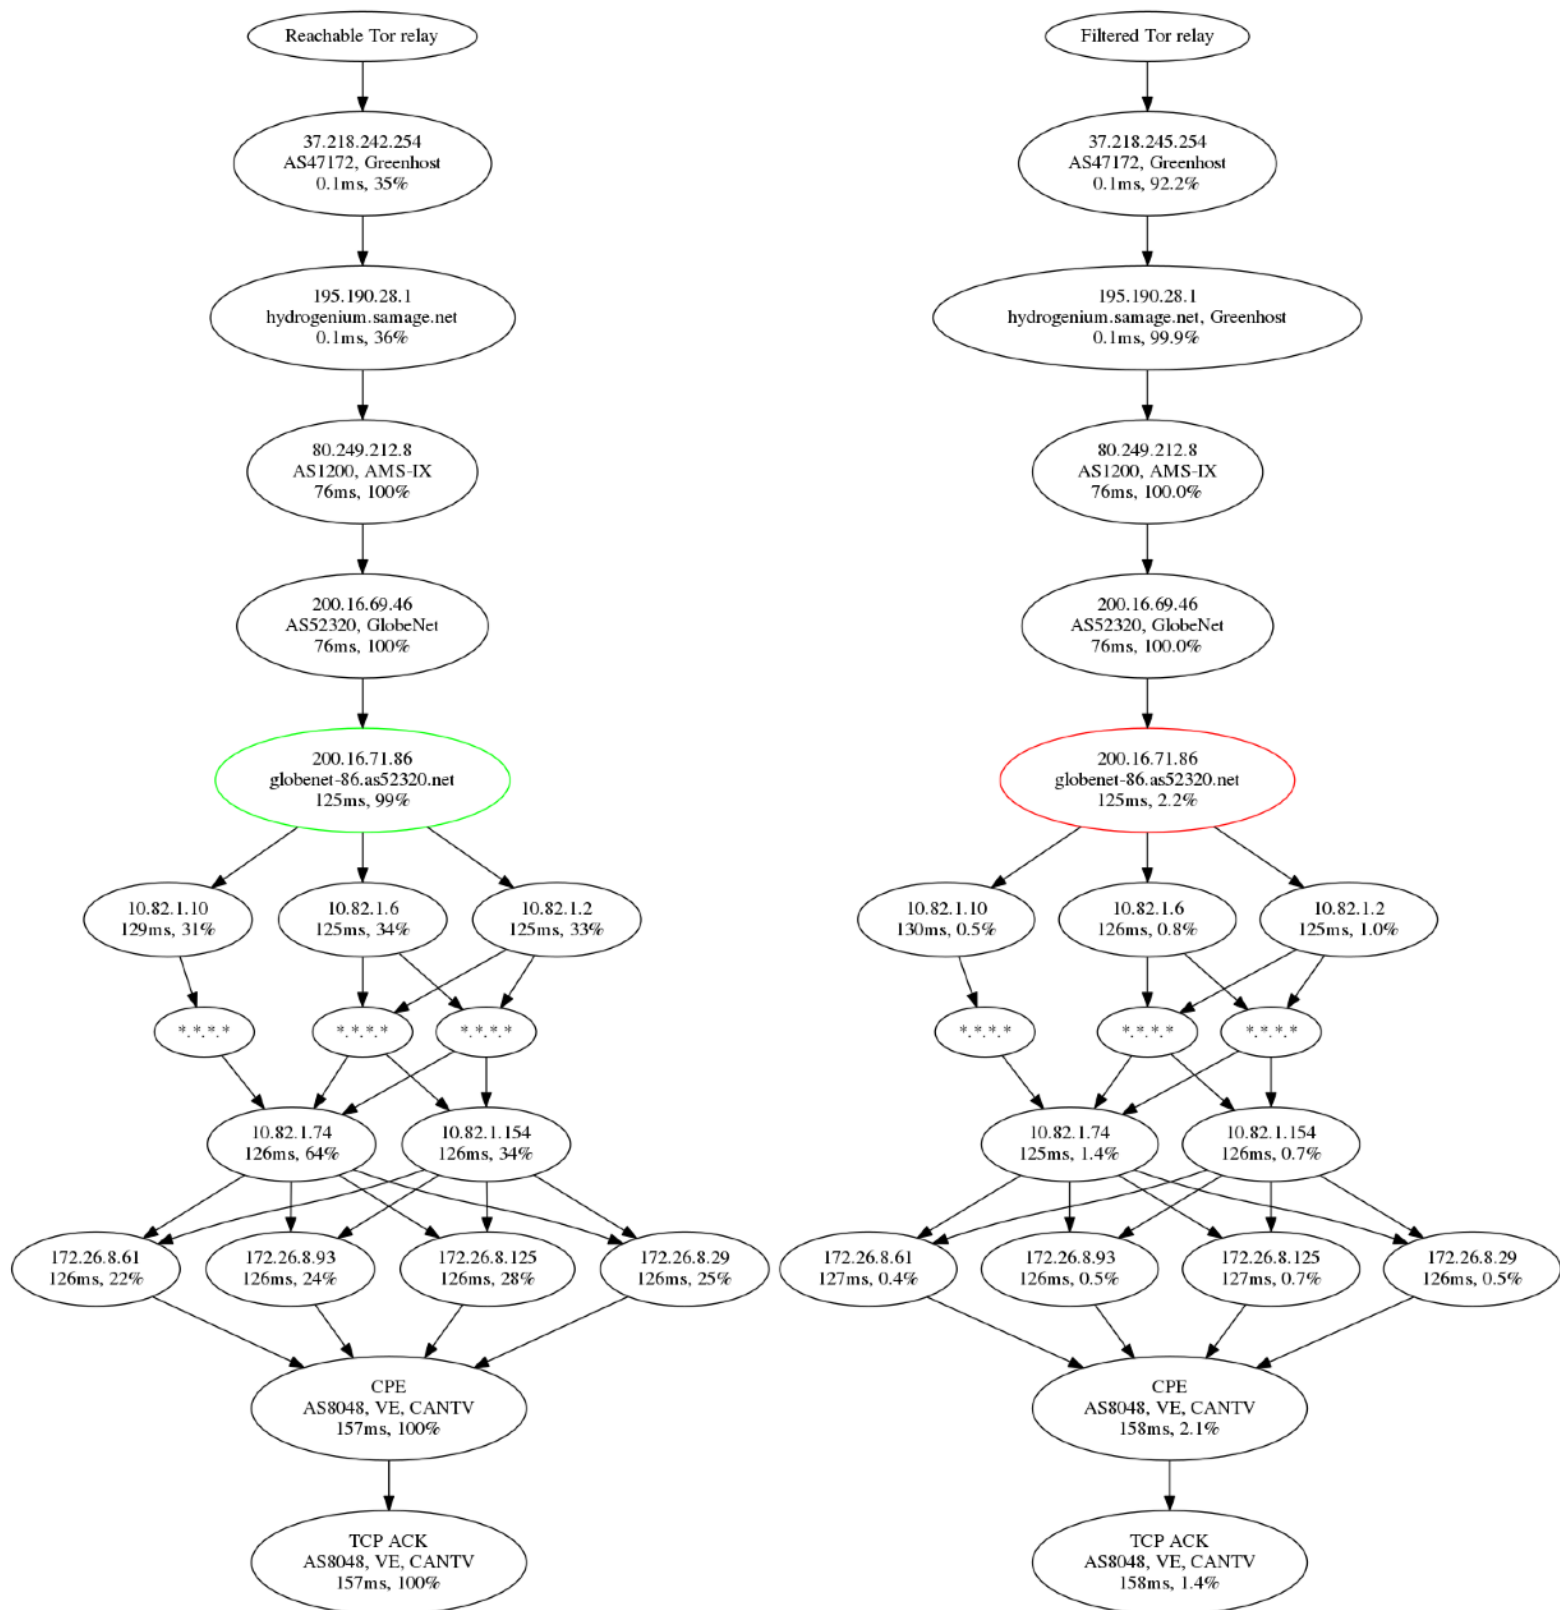 Reachable Tor relay
37.218.242.254
AS47172, Greenhost
0.1ms, 35%
195.190.28.1
hydrogenium.samage.net
0.1ms, 36%
80.249.212.8
AS1200, AMS-IX
76ms, 100%
200.16.69.46
AS52320, GlobeNet
76ms, 100%
200.16.71.86
globenet-86.as52320.net
125ms, 99%
10.82.1.10
129ms, 31%
10.82.1.6
125ms, 34%
10.82.1.2
125ms, 33%
*.*.*.*
*.*.*.*
*.*.*.*
10.82.1.74
126ms, 64%
10.82.1.154
126ms, 34%
172.26.8.61
126ms, 22%
172.26.8.93
126ms, 24%
172.26.8.125
126ms, 28%
172.26.8.29
126ms, 25%
CPE
AS8048, VE, CANTV
157ms, 100%
TCP ACK
AS8048, VE, CANTV
157ms, 100%
Filtered Tor relay
37.218.245.254
AS47172, Greenhost
0.1ms, 92.2%
195.190.28.1
hydrogenium.samage.net, Greenhost
0.1ms, 99.9%
80.249.212.8
AS1200, AMS-IX
76ms, 100.0%
200.16.69.46
AS52320, GlobeNet
76ms, 100.0%
200.16.71.86
globenet-86.as52320.net
125ms, 2.2%
10.82.1.10
130ms, 0.5%
10.82.1.6
126ms, 0.8%
10.82.1.2
125ms, 1.0%
*.*.*.*
*.*.*.*
*.*.*.*
10.82.1.74
125ms, 1.4%
10.82.1.154
126ms, 0.7%
172.26.8.61
127ms, 0.4%
172.26.8.93
126ms, 0.5%
172.26.8.125
127ms, 0.7%
172.26.8.29
126ms, 0.5%
CPE
AS8048, VE, CANTV
158ms, 2.1%
TCP ACK
AS8048, VE, CANTV
158ms, 1.4%